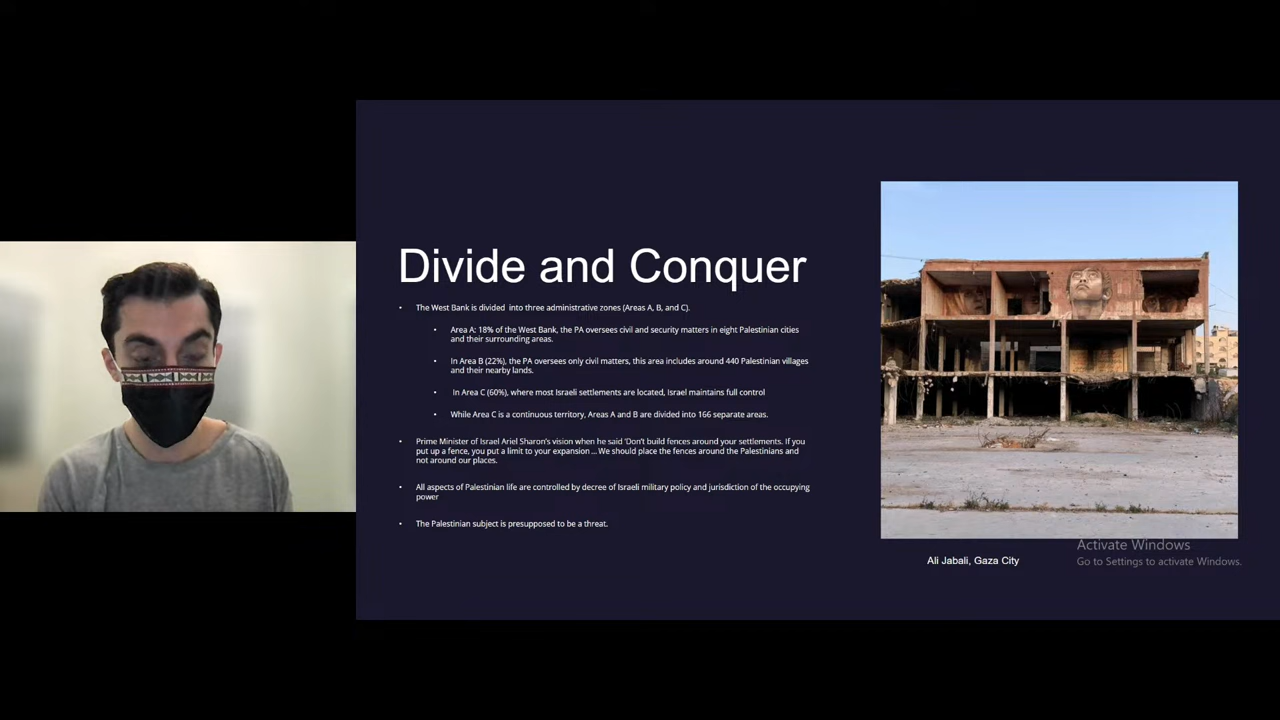 Divide and Conquer
• The West Bank is divided into three administrative zones (Areas A, B, and C).
• Area A: 18% of the West Bank, the PA oversees civil and security matters in eight Palestinian cities
and their surrounding areas.
• In Area B (22%), the PA oversees only civil matters, this area includes around 440 Palestinian villages
and their nearby lands.
• In Area C (60%), where most Israeli settlements are located, Israel maintains full control
• While Area C is a continuous territory, Areas A and B are divided into 166 separate areas.
• Prime Minister of Israel Ariel Sharon's vision when he said 'Don't build fences around your settlements. If you
put up a fence, you put a limit to your expansion ... We should place the fences around the Palestinians and
not around our places.
• All aspects of Palestinian life are controlled by decree of Israeli military policy and jurisdiction of the occupying
power
• The Palestinian subject is presupposed to be a threat.
Ali Jabali, Gaza City
Activate Windows
Go to Settings to activate Windows.